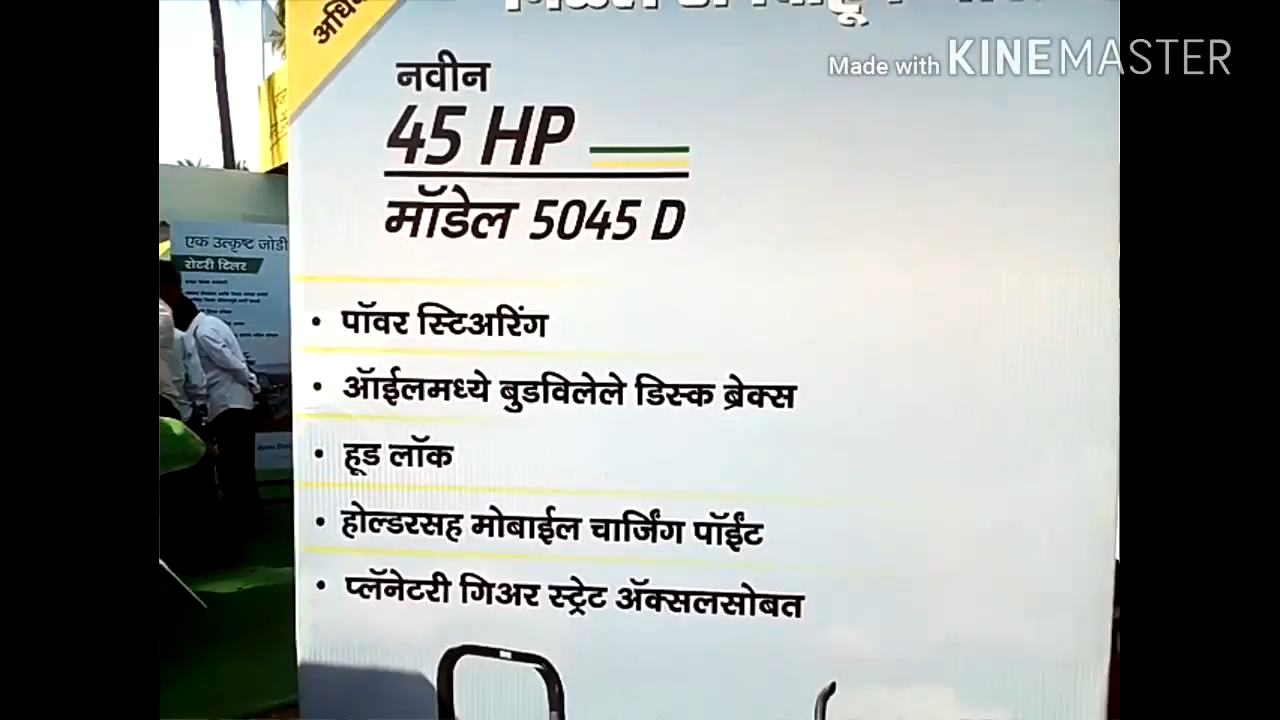 Made with KINEMASTER
नवीन
45 HP
मॉडेल 5045 D
• पॉवर स्टिअरिंग
• ऑईलमध्ये बुडविलेले डिस्क ब्रेक्स
• हूड लॉक
• होल्डरसह मोबाईल चार्जिंग पॉईंट
• प्लॅनेटरी गिअर स्ट्रेट ॲक्सलसोबत
एक उत्कृष्ट जोडी
रोटरी टिलर